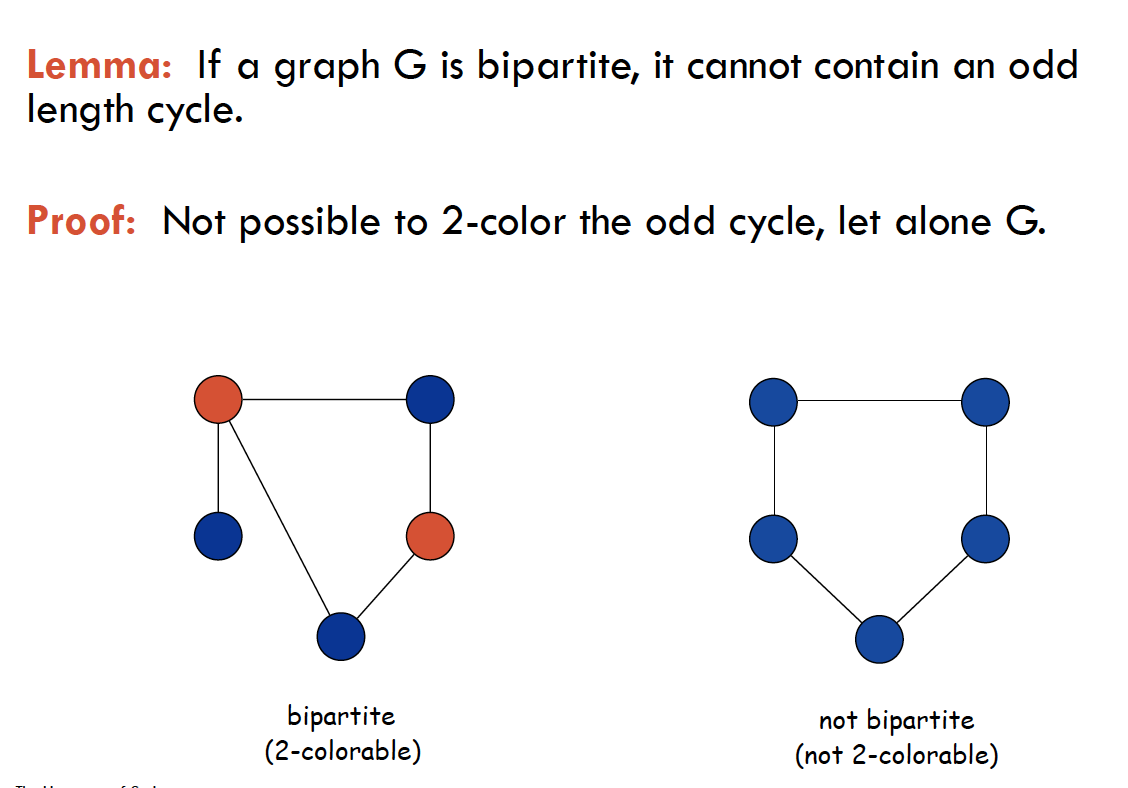 Lemma: If a graph G is bipartite, it cannot contain an odd
length cycle.
Proof: Not possible to 2-color the odd cycle, let alone G.
bipartite
(2-colorable)
not bipartite
(not 2-colorable)